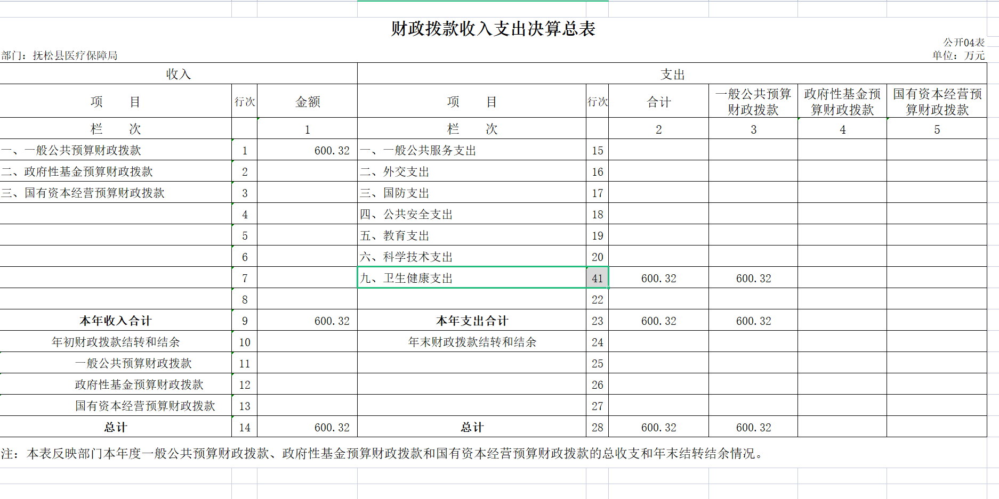 财政拨款收入支出决算总表
公开04表
部门：抚松县医疗保障局 单位：万元
收入 支出
项 目 行次 金额 项 目 行次 合计 一般公共预算财政拨款 政府性基金预算财政拨款 国有资本经营预算财政拨款
栏 次 1 栏 次 2 3 4 5
一、一般公共预算财政拨款 1 600.32 一、一般公共服务支出 15
二、政府性基金预算财政拨款 2 二、外交支出 16
三、国有资本经营预算财政拨款 3 三、国防支出 17
4 四、公共安全支出 18
5 五、教育支出 19
6 六、科学技术支出 20
7 九、卫生健康支出 41 600.32 600.32
8 22
本年收入合计 9 600.32 本年支出合计 23 600.32 600.32
年初财政拨款结转和结余 10 年末财政拨款结转和结余 24
一般公共预算财政拨款 11 25
政府性基金预算财政拨款 12 26
国有资本经营预算财政拨款 13 27
总计 14 600.32 总计 28 600.32 600.32
注：本表反映部门本年度一般公共预算财政拨款、政府性基金预算财政拨款和国有资本经营预算财政拨款的总收支和年末结转结余情况。